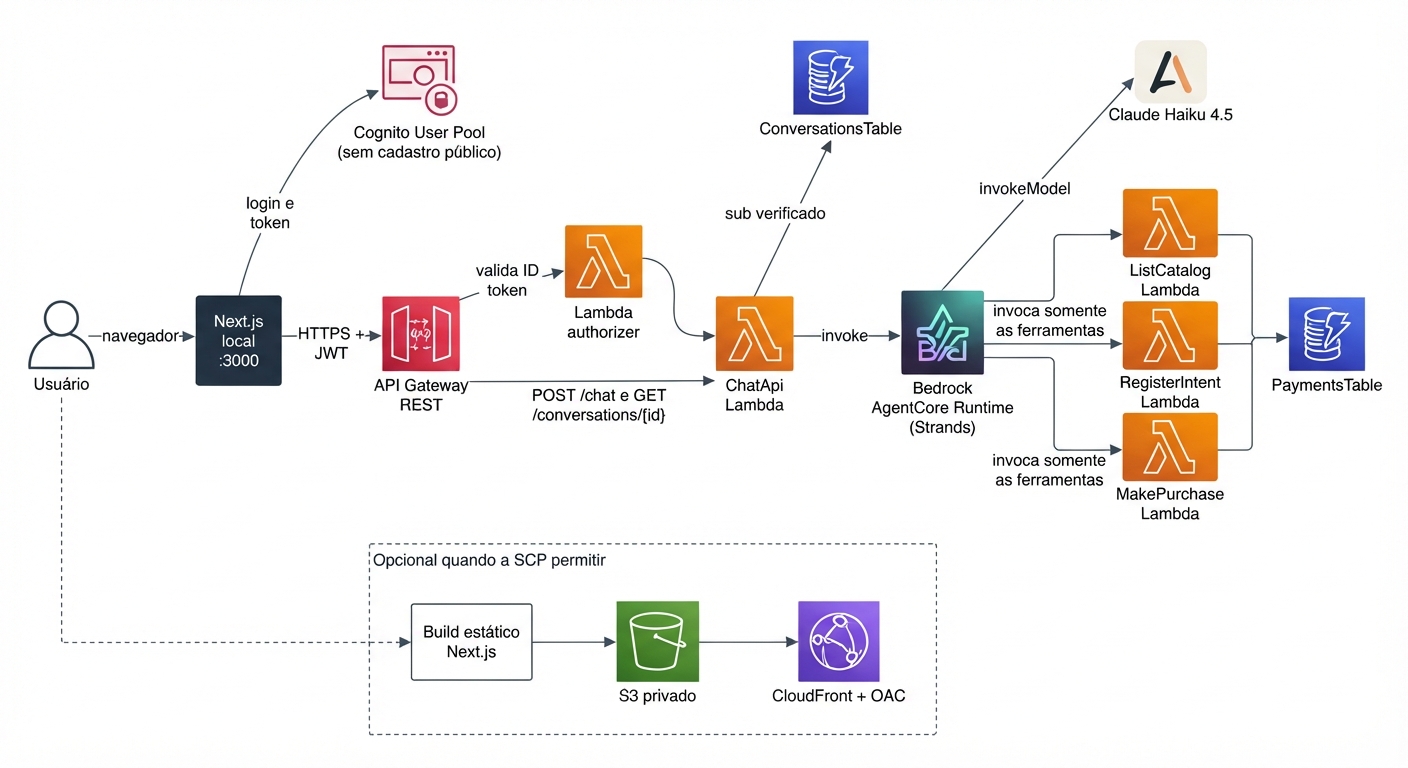 Cognito User Pool
(sem cadastro público)
ConversationsTable
Claude Haiku 4.5
login e
token
sub verificado
invokeModel
valida ID
token
Lambda
authorizer
ListCatalog
Lambda
Usuário
navegador
Next.js
local
:3000
HTTPS +
JWT
API Gateway
REST
POST /chat e GET
/conversations/[id}
ChatApi
Lambda
invoke
Bedrock
AgentCore Runtime
(Strands)
invoca somente
as ferramentas
RegisterIntent
Lambda
PaymentsTable
invoca somente
as ferramentas
MakePurchase
Lambda
Opcional quando a SCP permitir
Build estático
Next.js
S3 privado
CloudFront + OAC